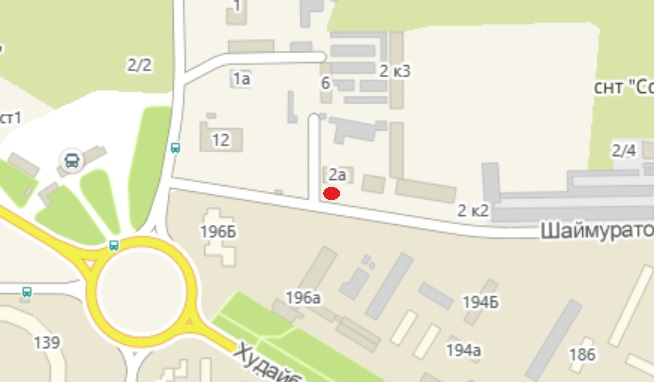 1
2/2
1а
6
2 к3
снт "Со
ст1
12
2а
2/4
2 к2
196Б
Шаймурато
196а
194Б
139
Худайб
194а
186